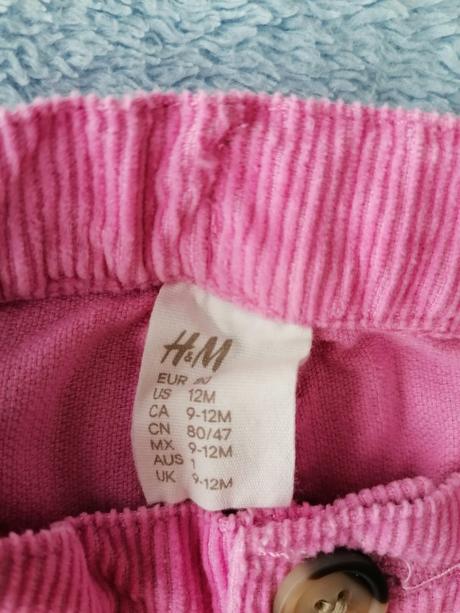 H&M
EUR 80
US 12M
CA 9-12M
CN 80/47
MX 9-12M
AUS 1
UK 9-12M